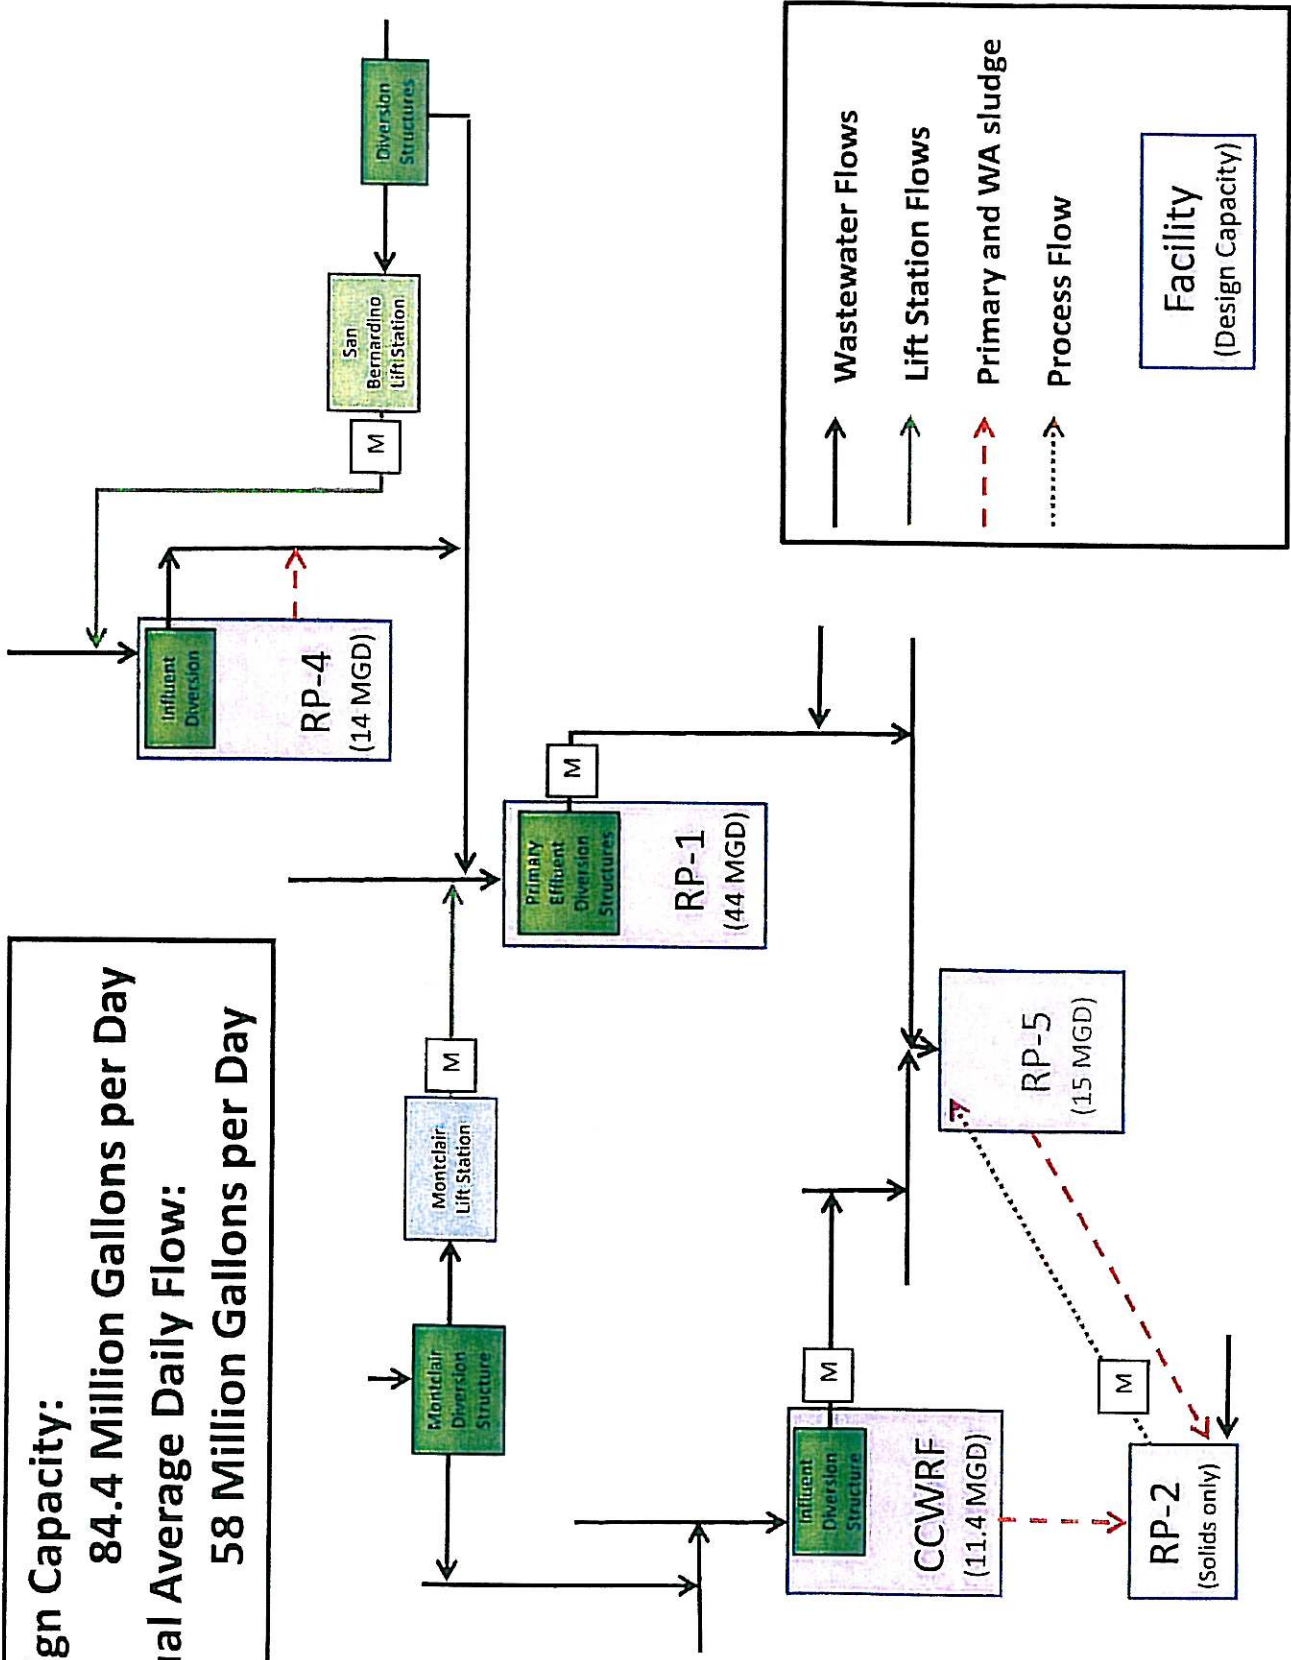 gn Capacity:
84.4 Million Gallons per Day
ual Average Daily Flow:
58 Million Gallons per Day
Montclair
Diversion
Structure
Montclair
Lift Station
M
Influent
Diversion
RP-4
(14 MGD)
M
San
Bernardino
Lift Station
Diversion
Structures
Primary
Effluent
Diversion
Structures
RP-1
(44 MGD)
M
Influent
Diversion
Structure
CCWRF
(11.4 MGD)
M
RP-5
(15 MGD)
RP-2
(Solids only)
M
Wastewater Flows
Lift Station Flows
Primary and WA sludge
Process Flow
Facility
(Design Capacity)